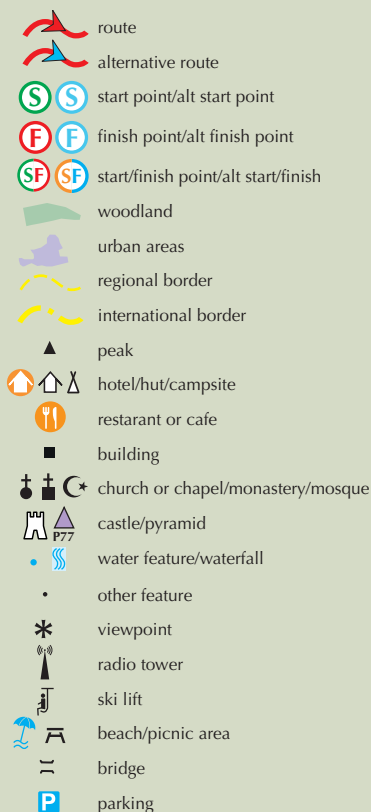 route
alternative route
S S start point/alt start point
F F finish point/alt finish point
SF SF start/finish point/alt start/finish
woodland
urban areas
regional border
international border
peak
hotel/hut/campsite
restarant or cafe
building
church or chapel/monastery/mosque
castle/pyramid
P77
water feature/waterfall
other feature
viewpoint
radio tower
ski lift
beach/picnic area
bridge
P parking